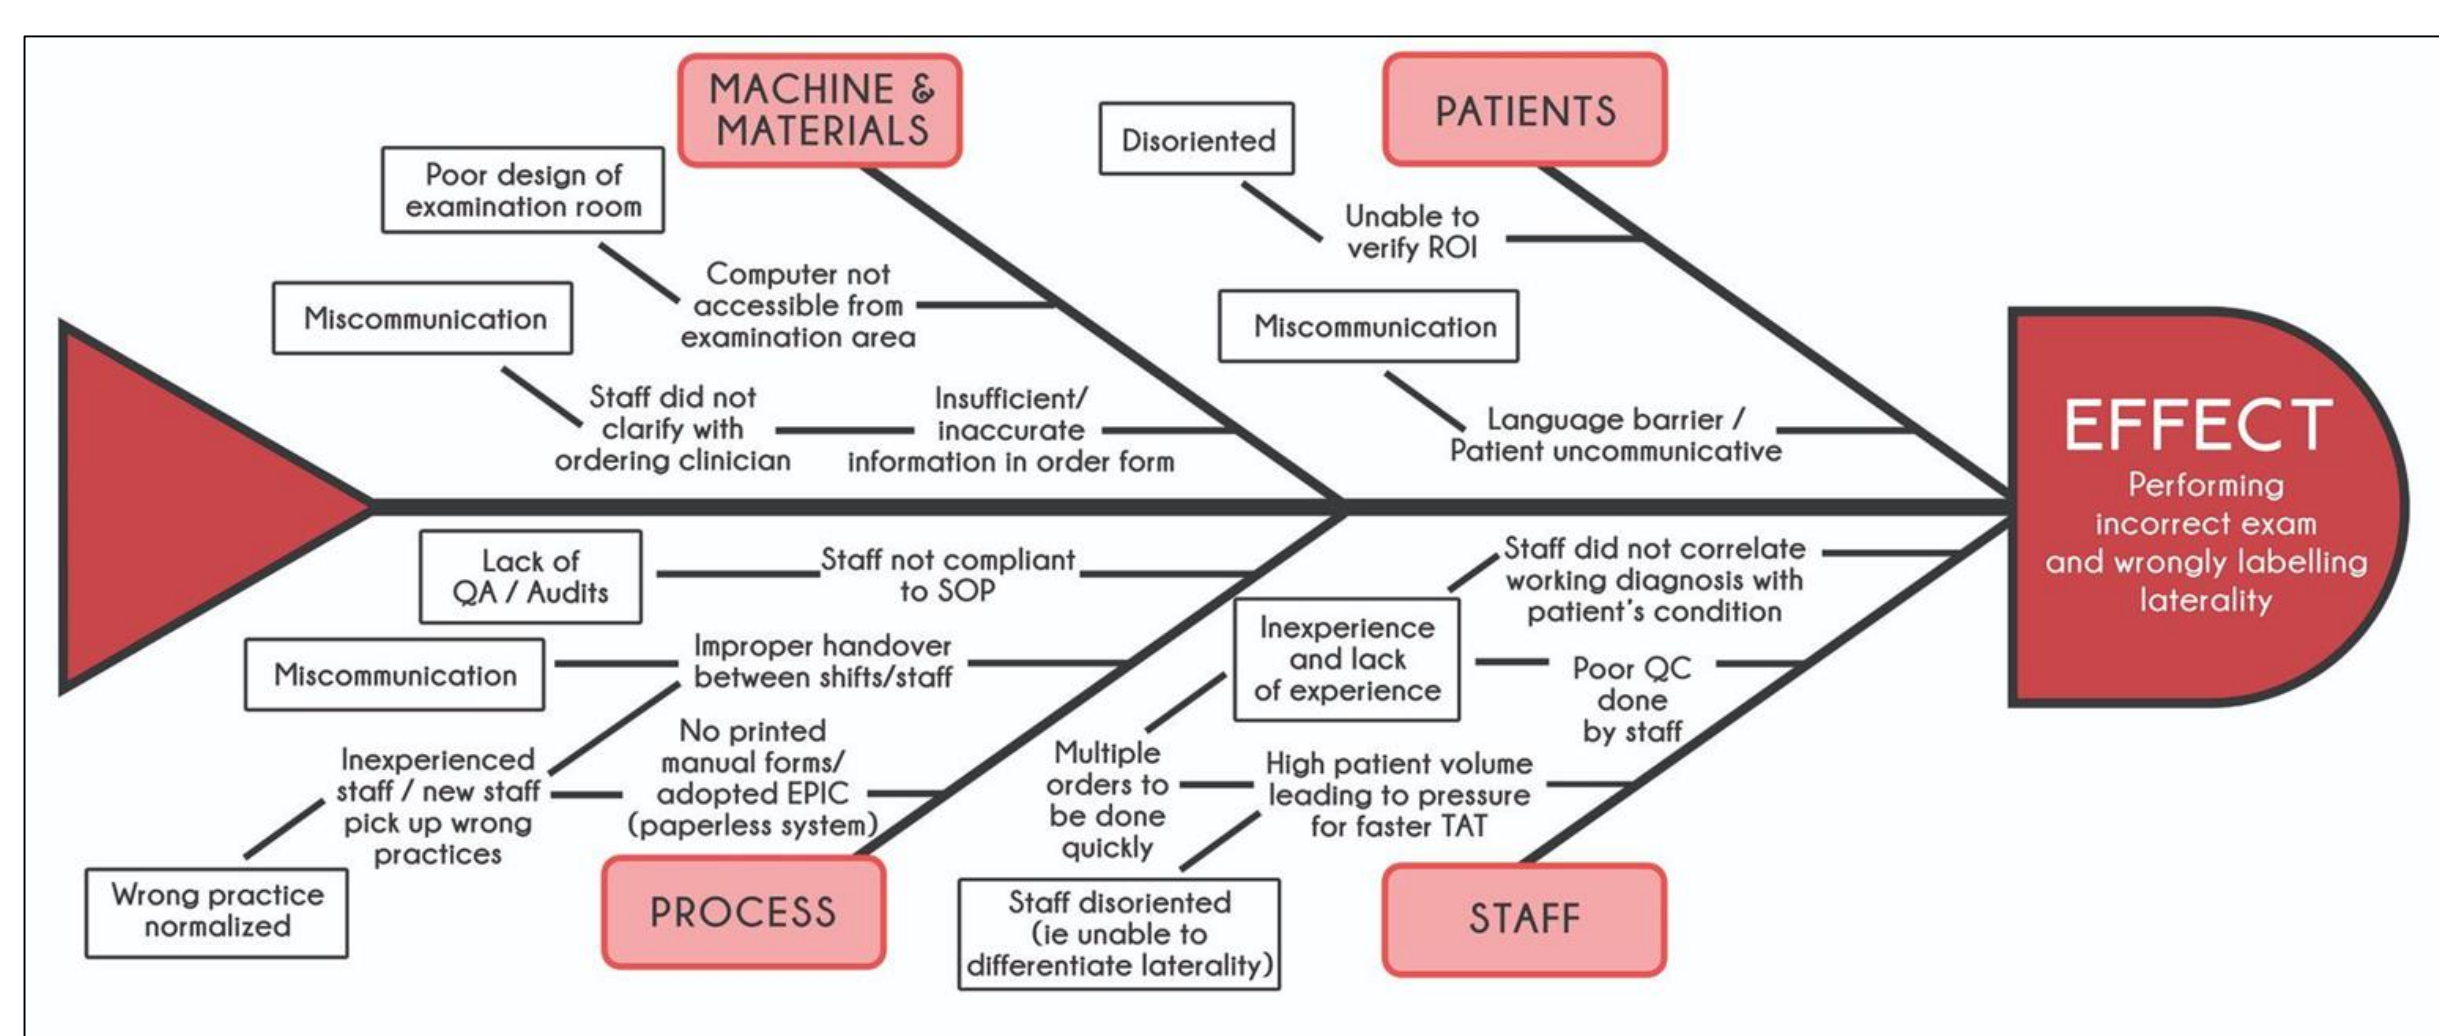 MACHINE &
MATERIALS
Poor design of
examination room
Computer not
accessible from
examination area
Miscommunication
Staff did not
clarify with
ordering clinician
Insufficient/
inaccurate
information in order form
PATIENTS
Disoriented
Unable to
verify ROI
Miscommunication
Language barrier /
Patient uncommunicative
EFFECT
Performing
incorrect exam
and wrongly labelling
laterality
Lack of
QA / Audits
Staff not compliant
to SOP
Miscommunication
Improper handover
between shifts/staff
Inexperienced
staff / new staff
pick up wrong
practices
No printed
manual forms/
adopted EPIC
(paperless system)
Wrong practice
normalized
PROCESS
Staff did not correlate
working diagnosis with
patient's condition
Inexperience
and lack
of experience
Poor QC
done
by staff
Multiple
orders to
be done
quickly
High patient volume
leading to pressure
for faster TAT
Staff disoriented
(ie unable to
differentiate laterality)
STAFF